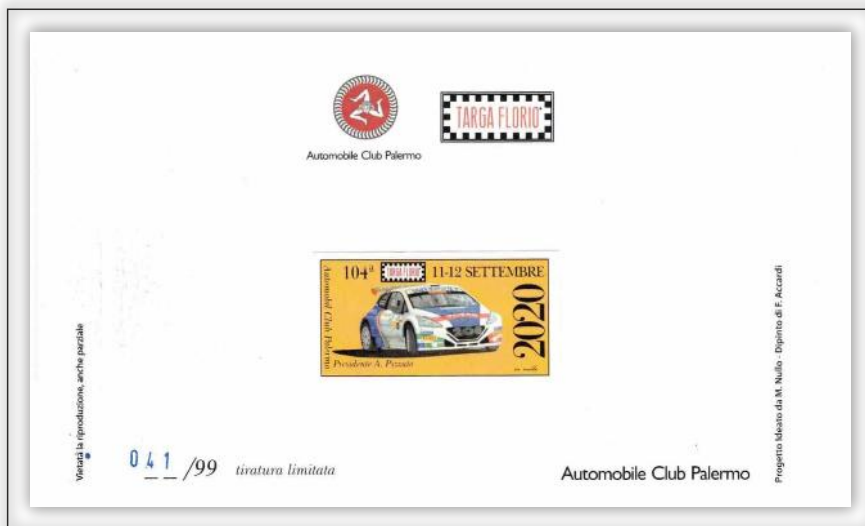 TARGA FLORIO
Automobile Club Palermo
104ª TARGA FLORIO 11-12 SETTEMBRE
2020
Automobil Club Palermo
Presidente A. Pizzuto
Vietata la riproduzione, anche parziale
Progetto Ideato da M. Nullo - Dipinto di F. Accardi
041/99 tiratura limitata
Automobile Club Palermo